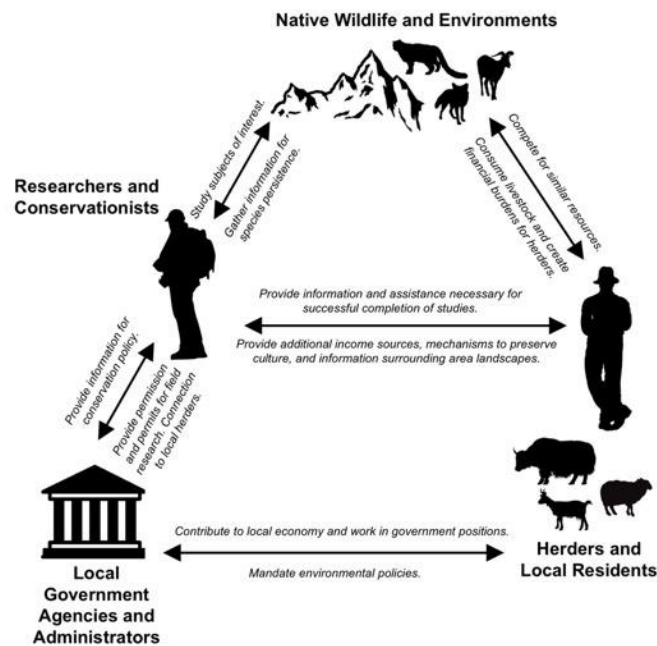 Native Wildlife and Environments
Study subjects of interest.
Gather information for
species persistence.
Compete for similar resources.
Consume livestock and create
financial burdens for herders.
Researchers and
Conservationists
Provide information and assistance necessary for
successful completion of studies.
Provide additional income sources, mechanisms to preserve
culture, and information surrounding area landscapes.
Provide information for
conservation policy.
Provide permission
and permits for field
research. Connection
to local herders.
Contribute to local economy and work in government positions.
Mandate environmental policies.
Local
Government
Agencies and
Administrators
Herders and
Local Residents